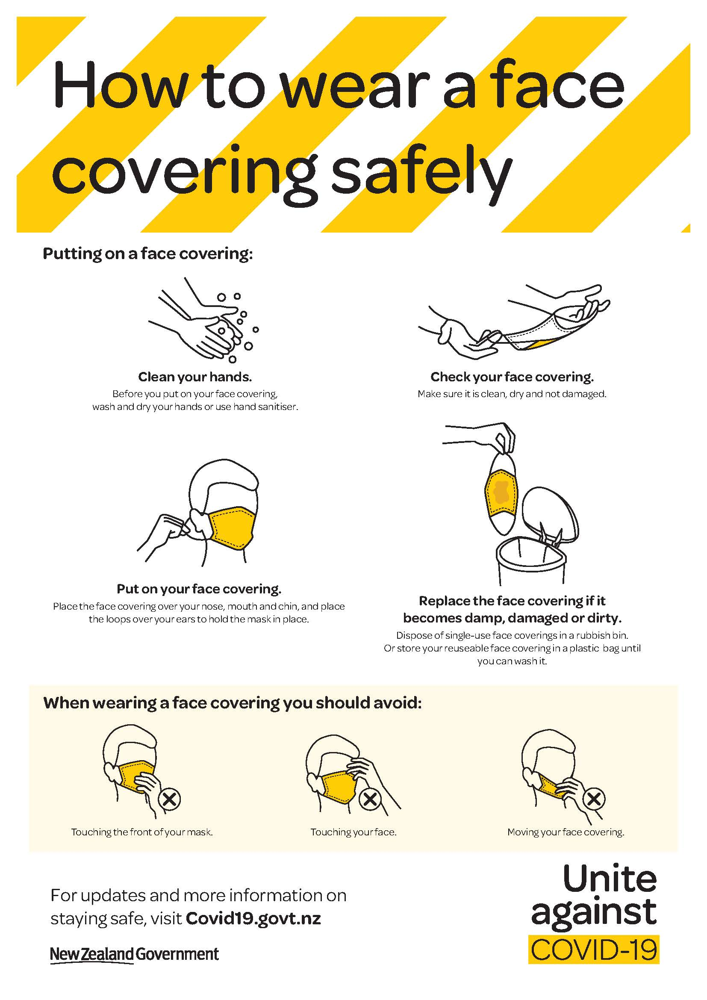 How to wear a face
covering safely
Putting on a face covering:
Clean your hands.
Before you put on your face covering,
wash and dry your hands or use hand sanitiser.
Check your face covering.
Make sure it is clean, dry and not damaged.
Put on your face covering.
Place the face covering over your nose, mouth and chin, and place
the loops over your ears to hold the mask in place.
Replace the face covering if it
becomes damp, damaged or dirty.
Dispose of single-use face coverings in a rubbish bin.
Or store your reuseable face covering in a plastic bag until
you can wash it.
When wearing a face covering you should avoid:
Touching the front of your mask.
Touching your face.
Moving your face covering.
For updates and more information on
staying safe, visit Covid19.govt.nz
New Zealand Government
Unite
against
COVID-19